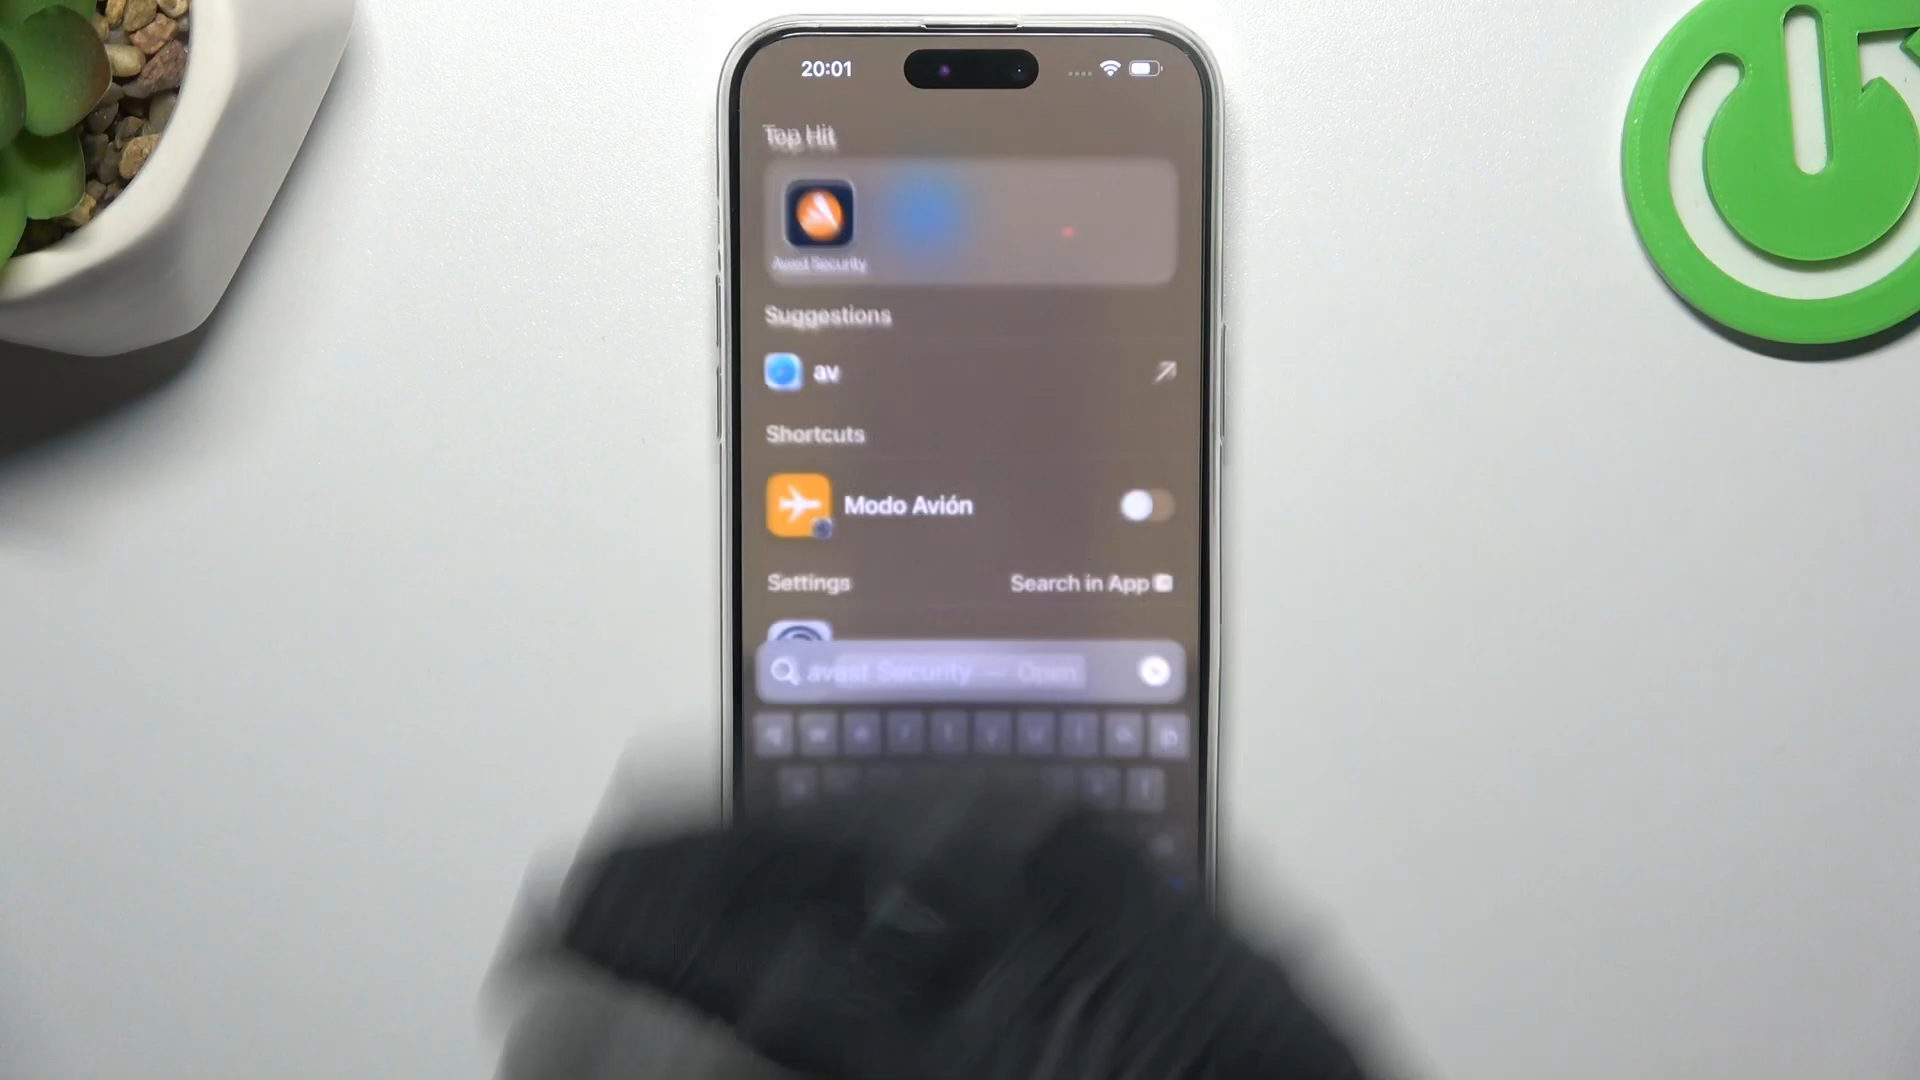 20:01
Top Hit
Avast Security
Suggestions
av
Shortcuts
Modo Avión
Settings
Search in App
avast Security — Open
q w e r t y u i o p